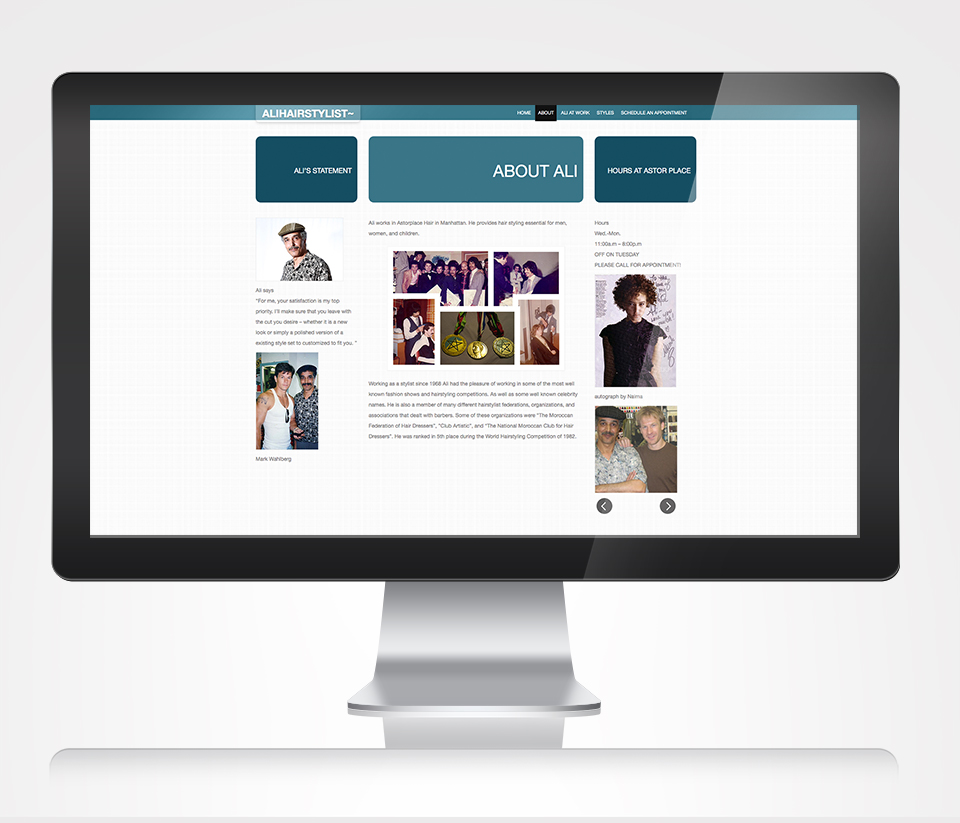 ALIHAIRSTYLIST~
HOME ABOUT ALI AT WORK STYLES SCHEDULE AN APPOINTMENT
ALI'S STATEMENT
ABOUT ALI
HOURS AT ASTOR PLACE
Ali says
"For me, your satisfaction is my top
priority. I'll make sure that you leave with
the cut you desire – whether it is a new
look or simply a polished version of a
existing style set to customized to fit you. "
Mark Wahlberg
Ali works in Astorplace Hair in Manhattan. He provides hair styling essential for men,
women, and children.
Working as a stylist since 1968 Ali had the pleasure of working in some of the most well
known fashion shows and hairstyling competitions. As well as some well known celebrity
names. He is also a member of many different hairstylist federations, organizations, and
associations that dealt with barbers. Some of these organizations were "The Moroccan
Federation of Hair Dressers", "Club Artistic", and "The National Moroccan Club for Hair
Dressers". He was ranked in 5th place during the World Hairstyling Competition of 1982.
Hours
Wed.-Mon.
11:00a.m – 8:00p.m
OFF ON TUESDAY
PLEASE CALL FOR APPOINTMENT!
autograph by Neima